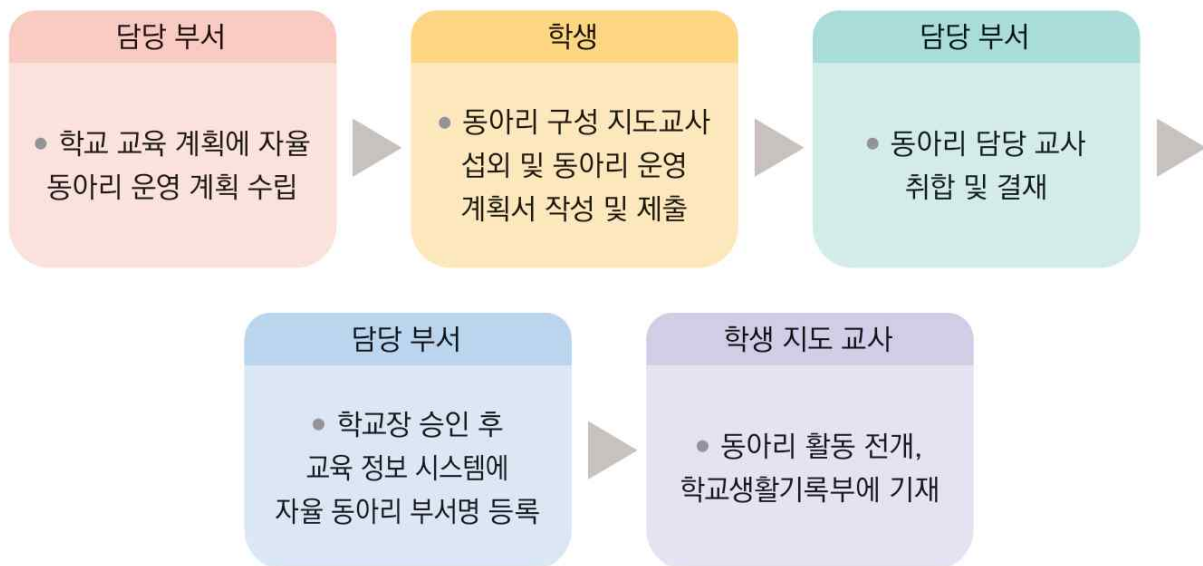 담당 부서
• 학교 교육 계획에 자율
동아리 운영 계획 수립
학생
• 동아리 구성 지도교사
섭외 및 동아리 운영
계획서 작성 및 제출
담당 부서
• 동아리 담당 교사
취합 및 결재
담당 부서
• 학교장 승인 후
교육 정보 시스템에
자율 동아리 부서명 등록
학생 지도 교사
• 동아리 활동 전개,
학교생활기록부에 기재